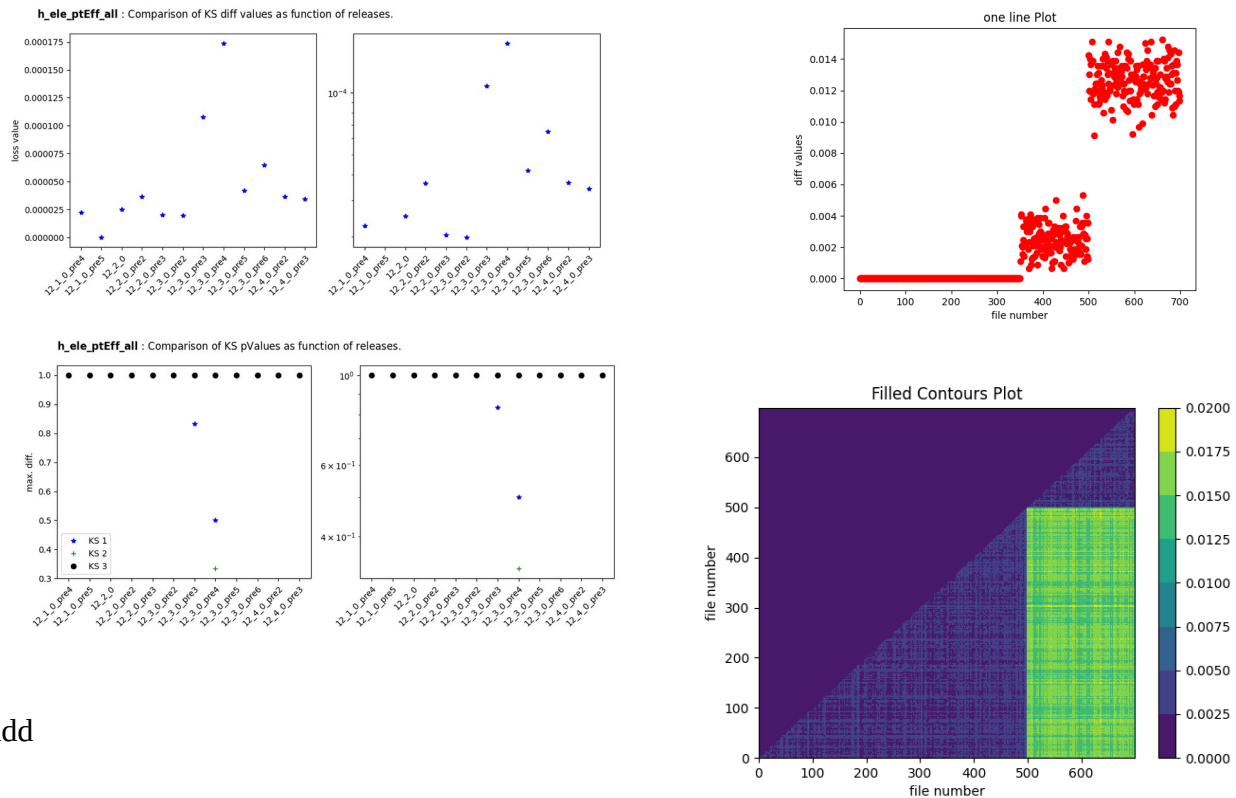 h_ele_ptEff_all : Comparison of KS diff values as function of releases.
0.000175
0.000150
0.000125
0.000100
0.000075
0.000050
0.000025
0.000000
loss value
12_1_0_pre4
12_1_0_pre5
12_2_0
12_2_0_pre2
12_2_0_pre3
12_3_0_pre2
12_3_0_pre3
12_3_0_pre4
12_3_0_pre5
12_3_0_pre6
12_4_0_pre2
12_4_0_pre3
10⁻⁴
12_1_0_pre4
12_1_0_pre5
12_2_0
12_2_0_pre2
12_2_0_pre3
12_3_0_pre2
12_3_0_pre3
12_3_0_pre4
12_3_0_pre5
12_3_0_pre6
12_4_0_pre2
12_4_0_pre3
one line Plot
0.014
0.012
0.010
0.008
0.006
0.004
0.002
0.000
diff values
0 100 200 300 400 500 600 700
file number
h_ele_ptEff_all : Comparison of KS pValues as function of releases.
1.0
0.9
0.8
0.7
0.6
0.5
0.4
0.3
max. diff.
KS 1
KS 2
KS 3
12_1_0_pre4
12_1_0_pre5
12_2_0
12_2_0_pre2
12_2_0_pre3
12_3_0_pre2
12_3_0_pre3
12_3_0_pre4
12_3_0_pre5
12_3_0_pre6
12_4_0_pre2
12_4_0_pre3
10⁰
6 × 10⁻¹
4 × 10⁻¹
12_1_0_pre4
12_1_0_pre5
12_2_0
12_2_0_pre2
12_2_0_pre3
12_3_0_pre2
12_3_0_pre3
12_3_0_pre4
12_3_0_pre5
12_3_0_pre6
12_4_0_pre2
12_4_0_pre3
Filled Contours Plot
600
500
400
300
200
100
0
file number
0 100 200 300 400 500 600
file number
0.0200
0.0175
0.0150
0.0125
0.0100
0.0075
0.0050
0.0025
0.0000